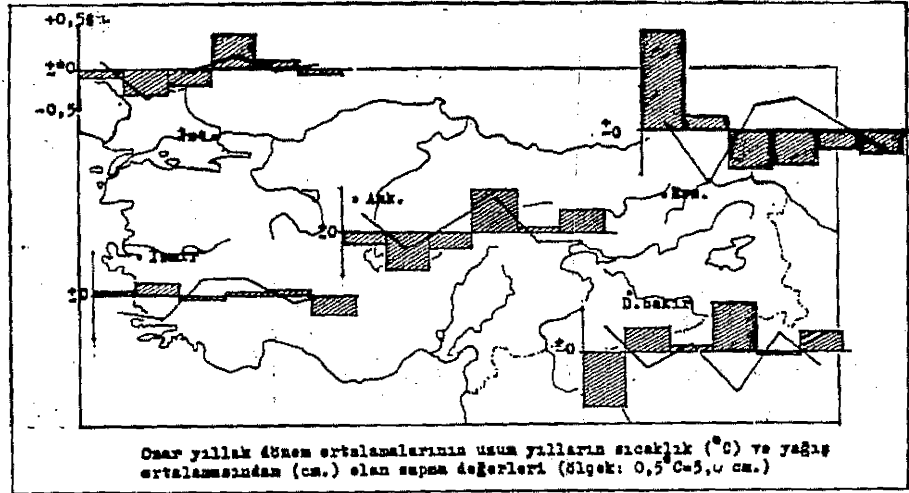 +0,5
±0
-0,5
İst.
±0
. Ank.
. Erz.
±0
. İzmir
±0
D.bakır
±0
Onar yıllık dönem ortalamalarının uzun yılların sıcaklık (°C) ve yağış
ortalamasından (cm.) olan sapma değerleri (ölçek: 0,5°C=5,0 cm.)